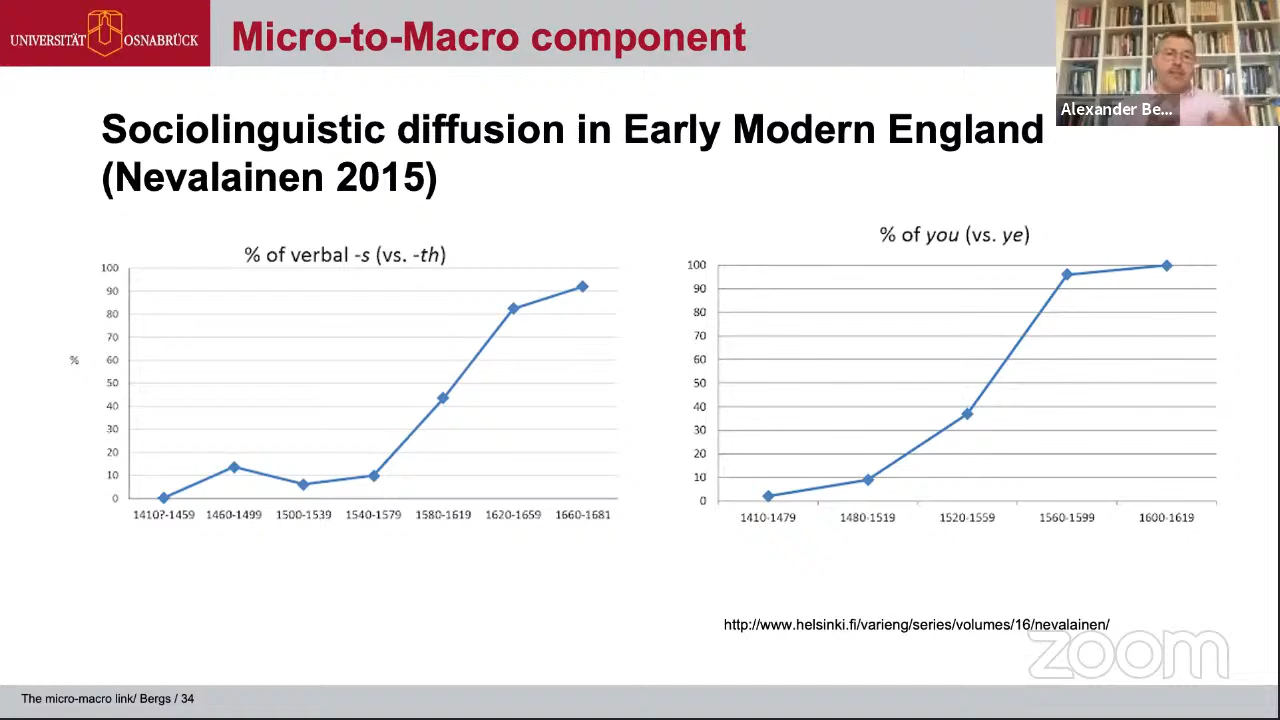 UNIVERSITÄT OSNABRÜCK
Micro-to-Macro component
Alexander Be...
Sociolinguistic diffusion in Early Modern England
(Nevalainen 2015)
% of verbal -s (vs. -th)
100
90
80
70
60
50
40
30
20
10
0
%
1410?-1459 1460-1499 1500-1539 1540-1579 1580-1619 1620-1659 1660-1681
% of you (vs. ye)
100
90
80
70
60
50
40
30
20
10
0
1410-1479 1480-1519 1520-1559 1560-1599 1600-1619
http://www.helsinki.fi/varieng/series/volumes/16/nevalainen/
zoom
The micro-macro link/ Bergs / 34